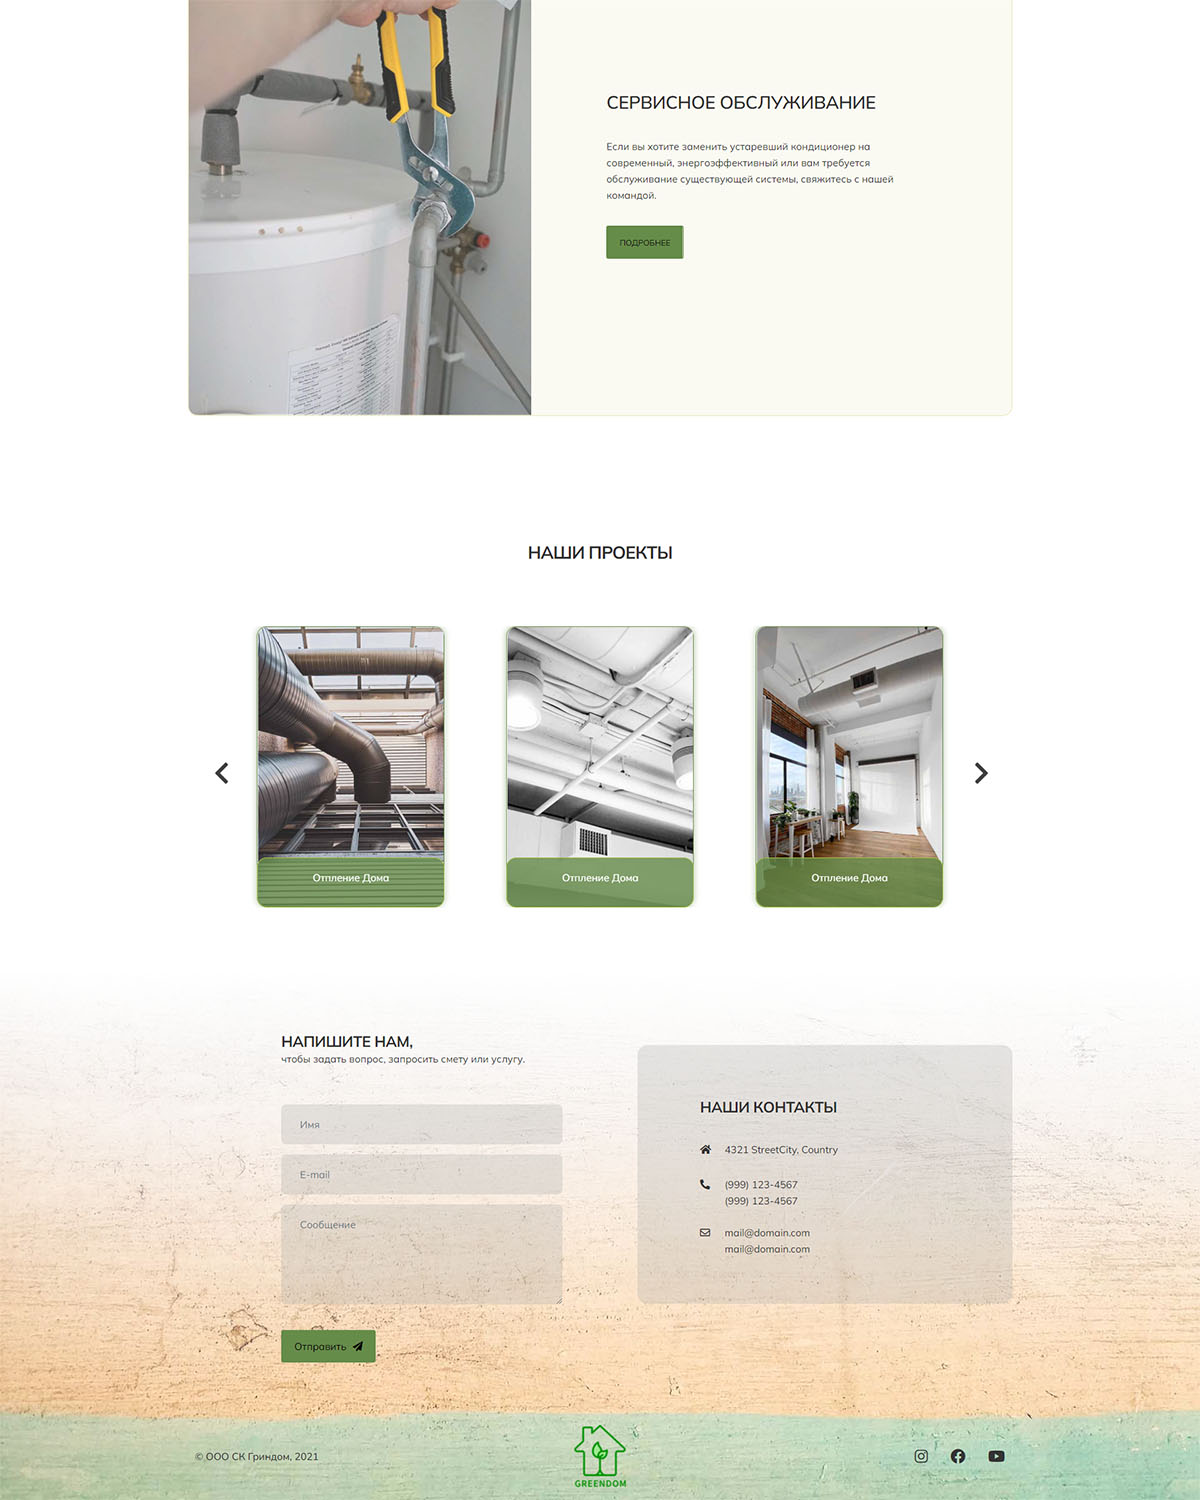 СЕРВИСНОЕ ОБСЛУЖИВАНИЕ
Если вы хотите заменить устаревший кондиционер на
современный, энергоэффективный или вам требуется
обслуживание существующей системы, свяжитесь с нашей
командой.
ПОДРОБНЕЕ
НАШИ ПРОЕКТЫ
Отпление Дома
Отпление Дома
Отпление Дома
НАПИШИТЕ НАМ,
чтобы задать вопрос, запросить смету или услугу.
Имя
E-mail
Сообщение
Отправить
НАШИ КОНТАКТЫ
4321 StreetCity, Country
(999) 123-4567
(999) 123-4567
mail@domain.com
mail@domain.com
© ООО СК Гриндом, 2021
GREENDOM